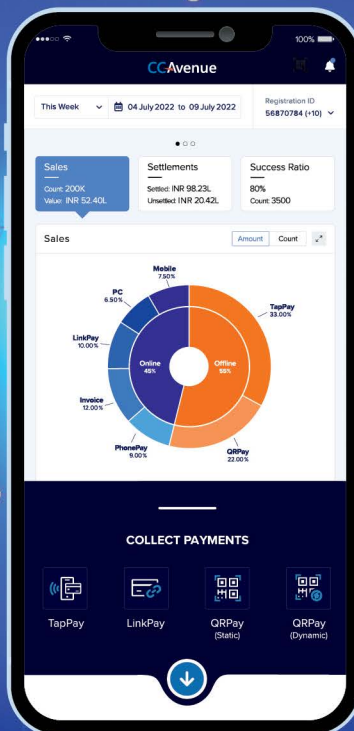 100%
CCAvenue
This Week
04 July 2022 to 09 July 2022
Registration ID
56870784 (+10)
Sales
Count: 200K
Value: INR 52.40L
Settlements
Settled: INR 98.23L
Unsettled: INR 20.42L
Success Ratio
80%
Count: 3500
Sales
Amount
Count
Mobile
7.50%
PC
6.50%
TapPay
33.00%
LinkPay
10.00%
Online
45%
Offline
55%
Invoice
12.00%
PhonePay
9.00%
QRPay
22.00%
COLLECT PAYMENTS
TapPay
LinkPay
QRPay
(Static)
QRPay
(Dynamic)